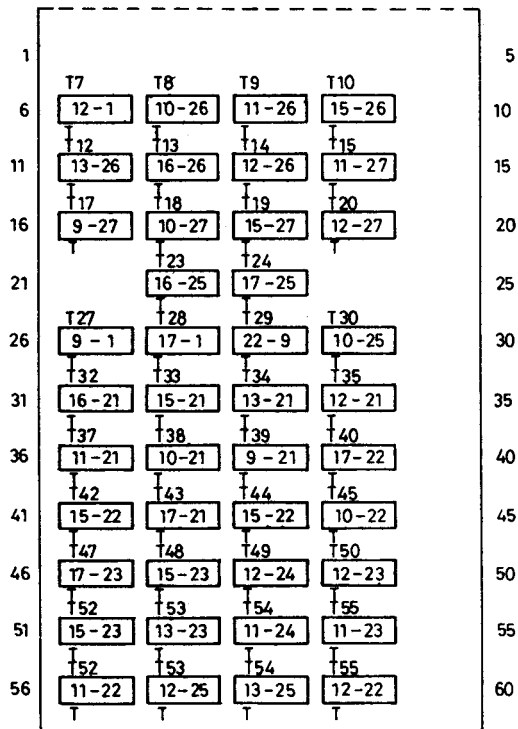 1 5
T7 T8 T9 T10
6 12-1 10-26 11-26 15-26 10
T12 T13 T14 T15
11 13-26 16-26 12-26 11-27 15
T17 T18 T19 T20
16 9-27 10-27 15-27 12-27 20
T23 T24
21 16-25 17-25 25
T27 T28 T29 T30
26 9-1 17-1 22-9 10-25 30
T32 T33 T34 T35
31 16-21 15-21 13-21 12-21 35
T37 T38 T39 T40
36 11-21 10-21 9-21 17-22 40
T42 T43 T44 T45
41 15-22 17-21 15-22 10-22 45
T47 T48 T49 T50
46 17-23 15-23 12-24 12-23 50
T52 T53 T54 T55
51 15-23 13-23 11-24 11-23 55
T52 T53 T54 T55
56 11-22 12-25 13-25 12-22 60
T T T T